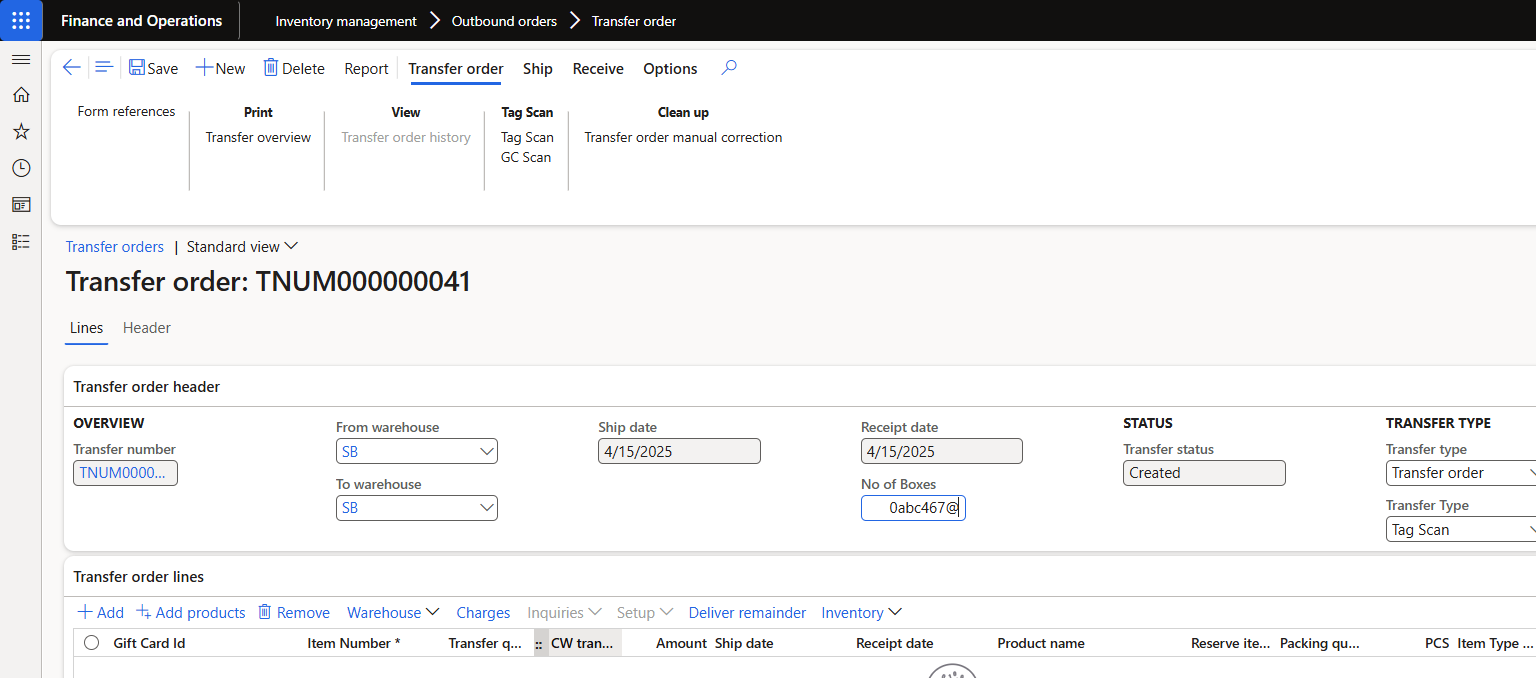 Finance and Operations Inventory management Outbound orders Transfer order
Save New Delete Report Transfer order Ship Receive Options
Form references Print View Tag Scan Clean up
Transfer overview Transfer order history Tag Scan Transfer order manual correction
GC Scan
Transfer orders | Standard view
Transfer order: TNUM000000041
Lines Header
Transfer order header
OVERVIEW From warehouse Ship date Receipt date STATUS TRANSFER TYPE
Transfer number SB 4/15/2025 4/15/2025 Transfer status Transfer type
TNUM0000... Created Transfer order
To warehouse No of Boxes Transfer Type
SB 0abc467@ Tag Scan
Transfer order lines
Add Add products Remove Warehouse Charges Inquiries Setup Deliver remainder Inventory
Gift Card Id Item Number * Transfer q... CW tran... Amount Ship date Receipt date Product name Reserve ite... Packing qu... PCS Item Type ...